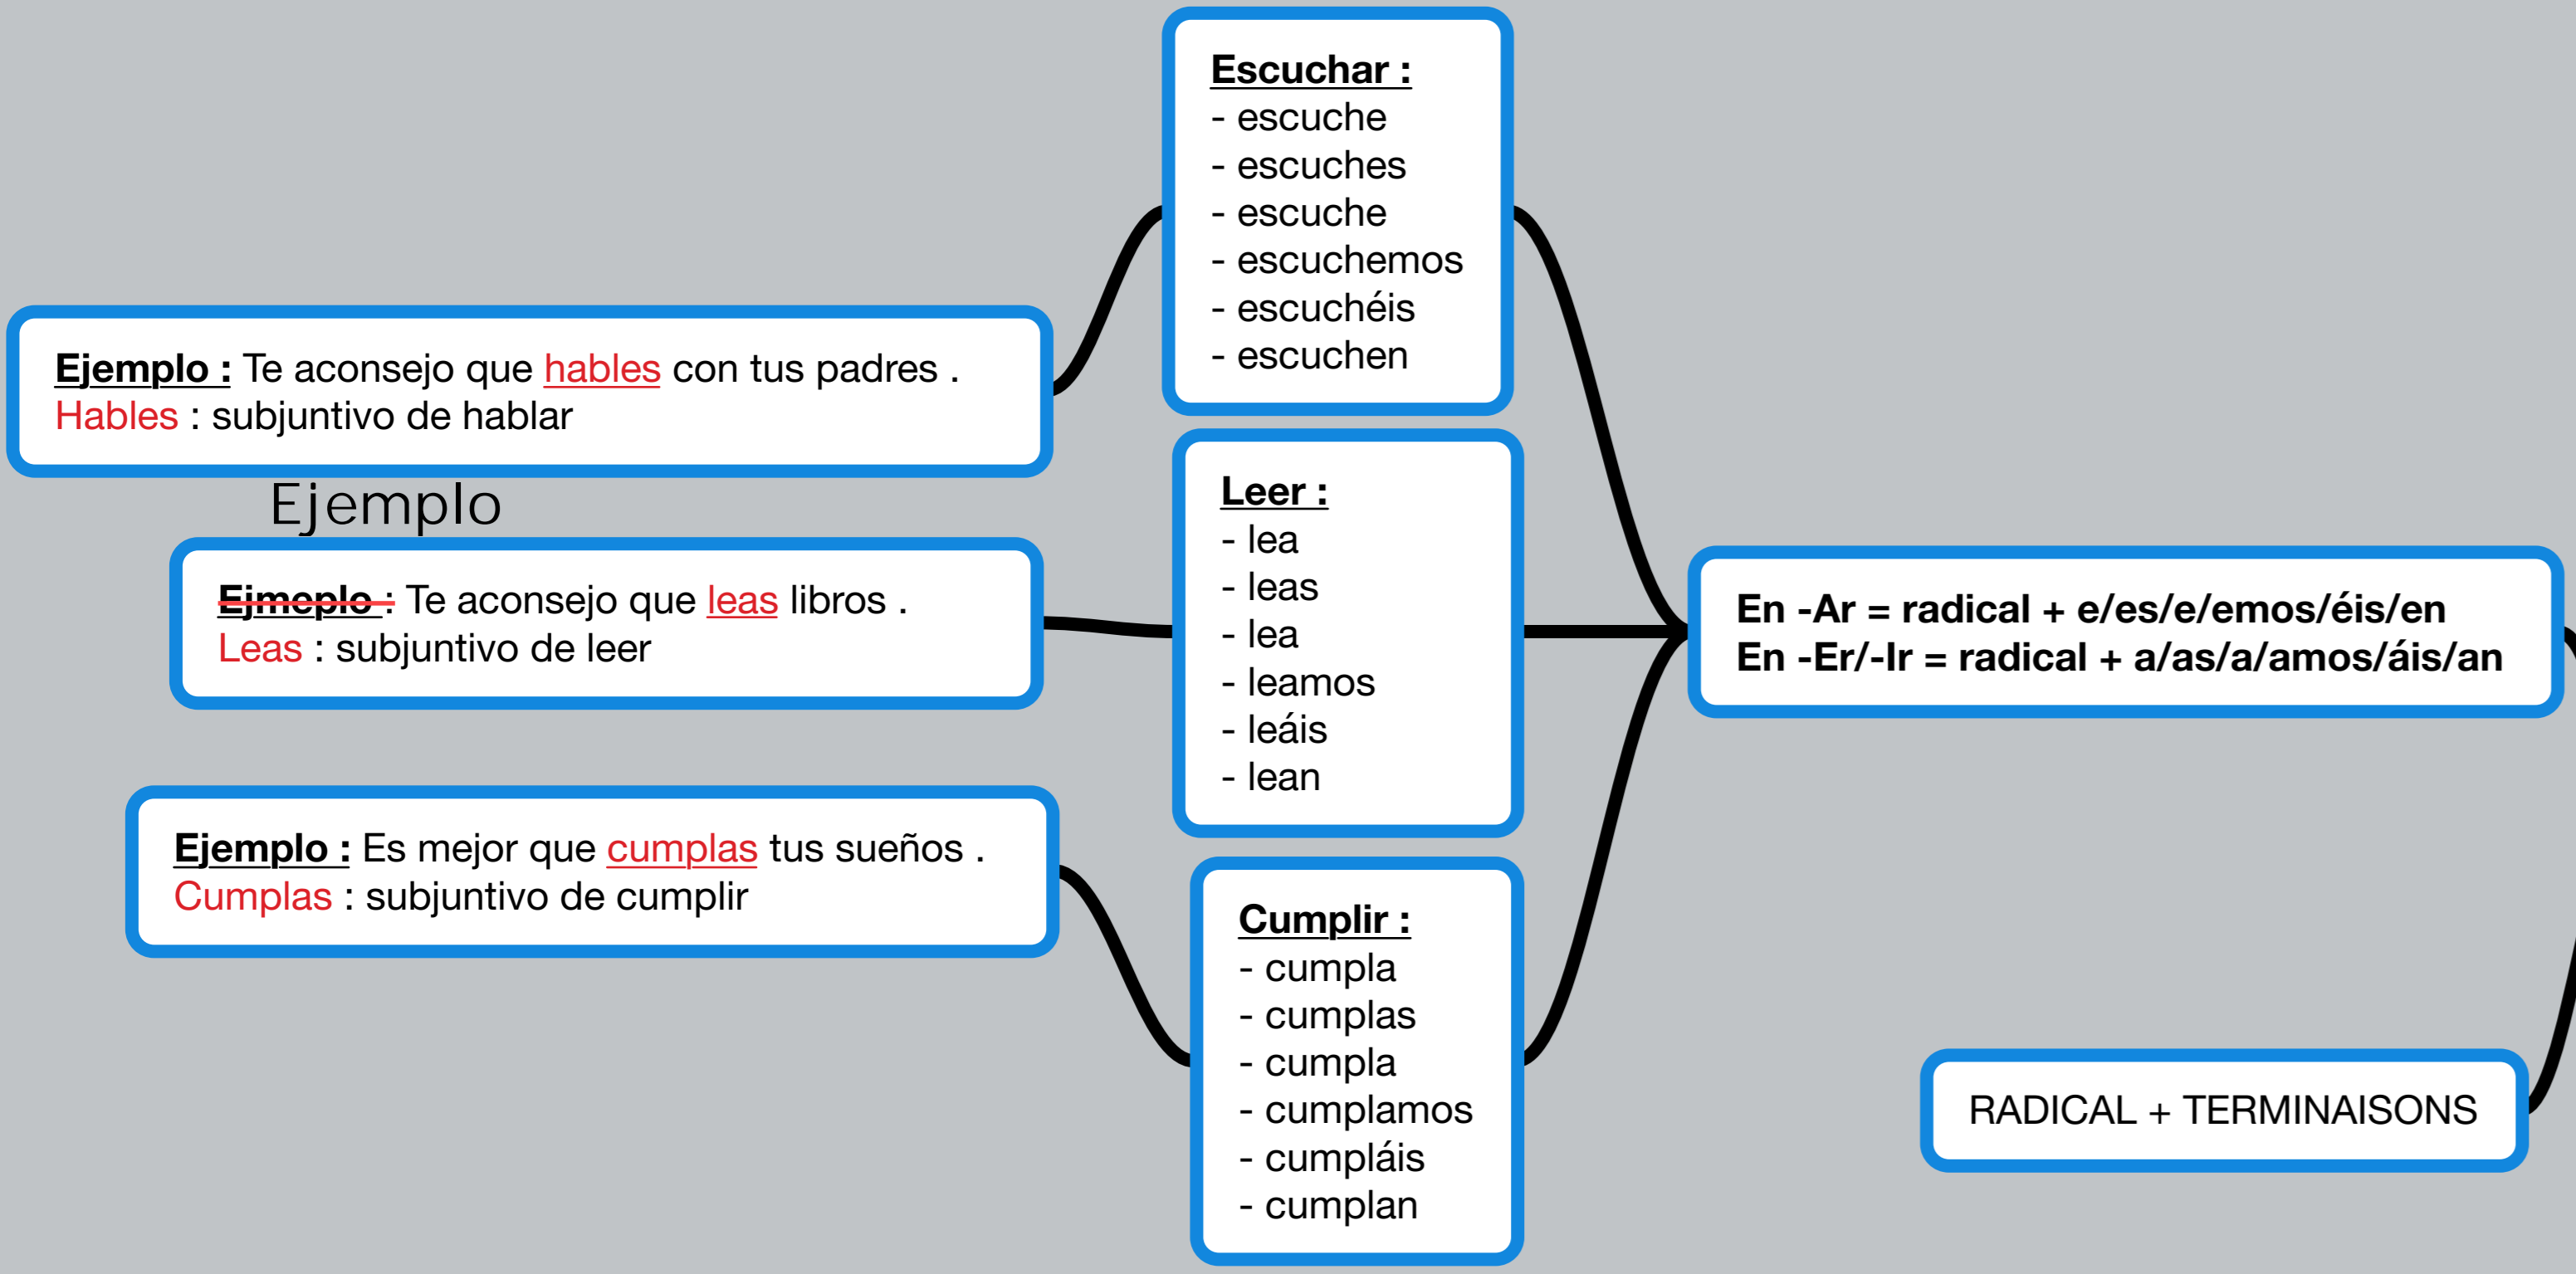 Escuchar :
- escuche
- escuches
- escuche
- escuchemos
- escuchéis
- escuchen
Ejemplo : Te aconsejo que hables con tus padres .
Hables : subjuntivo de hablar
Ejemplo
Ejmeplo : Te aconsejo que leas libros .
Leas : subjuntivo de leer
Leer :
- lea
- leas
- lea
- leamos
- leáis
- lean
En -Ar = radical + e/es/e/emos/éis/en
En -Er/-Ir = radical + a/as/a/amos/áis/an
Ejemplo : Es mejor que cumplas tus sueños .
Cumplas : subjuntivo de cumplir
Cumplir :
- cumpla
- cumplas
- cumpla
- cumplamos
- cumpláis
- cumplan
RADICAL + TERMINAISONS